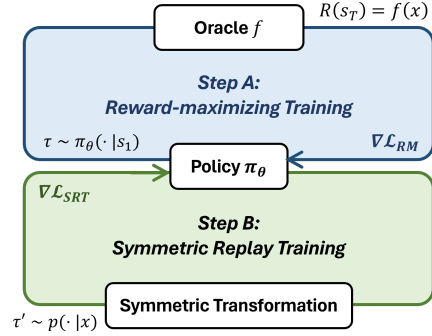 Oracle f
R(s_T) = f(x)
Step A:
Reward-maximizing Training
τ ~ π_θ(· |s_1)
∇ℒ_RM
Policy π_θ
∇ℒ_SRT
Step B:
Symmetric Replay Training
Symmetric Transformation
τ′ ~ p(· |x)